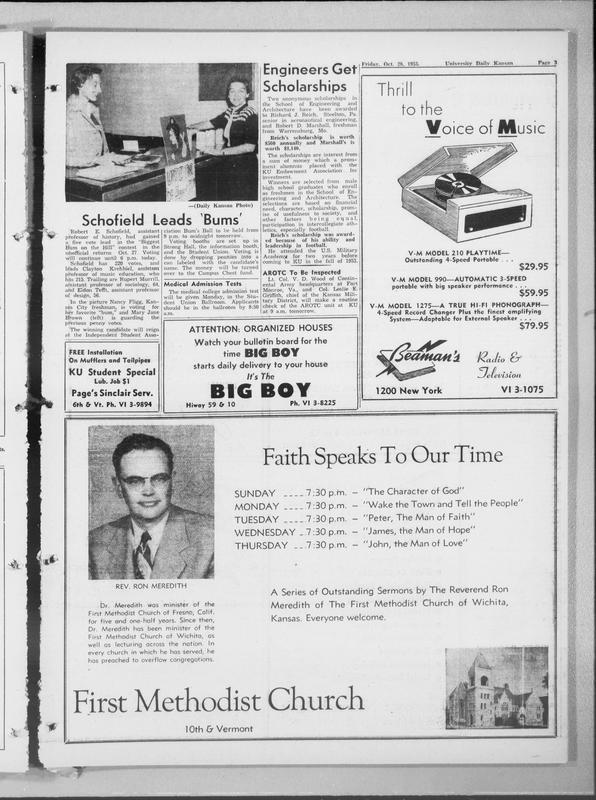 Friday, Oct. 28, 1955 University Daily Kansan Page 3
—(Daily Kansan Photo)
Schofield Leads 'Bums'
Robert E. Schofield, assistant
professor of history, had gained
a five vote lead in the "Biggest
Bum on the Hill" contest in the
unofficial returns Oct. 27. Voting
will continue until 6 p.m. today.
Schofield has 220 votes, and
leads Clayton Krehbiel, assistant
professor of music education, with
his 215. Trailing are Rupert Murrill,
assistant professor of sociology, 64,
and Eldon Tefft, assistant professor
of design, 56.
In the picture Nancy Fligg, Kan-
sas City freshman, is voting for
her favorite "bum," and Mary Jane
Brown (left) is guarding the
precious penny votes.
The winning candidate will reign
at the Independent Student Asso-
ciation Bum's Ball to be held from
9 p.m. to midnight tomorrow.
Voting booths are set up in
Strong Hall, the information booth,
and the Student Union. Voting is
done by dropping pennies into a
can labeled with the candidate's
name. The money will be turned
over to the Campus Chest fund.
Medical Admission Tests
The medical college admission test
will be given Monday, in the Stu-
dent Union Ballroom. Applicants
should be in the ballroom by 8:30
a.m.
Engineers Get
Scholarships
Two anonymous scholarships in
the School of Engineering and
Architecture have been awarded
to Richard J. Reich, Steelton, Pa.
senior in aeronautical engineering,
and Robert D. Marshall, freshman
from Warrensburg, Mo.
Reich's scholarship is worth
$500 annually and Marshall's is
worth $1,140.
The scholarships are interest from
a sum of money which a promi-
nent alumnus placed with the
KU Endowment Association for
investment.
Winners are selected from male
high school graduates who enroll
as freshmen in the School of En-
gineering and Architecture. The
selections are based on financial
need, character, scholarship, prom-
ise of usefulness to society, and
other factors being equal,
participation in intercollegiate ath-
letics, especially football.
Reich's scholarship was award-
ed because of his ability and
leadership in football.
He attended the U.S. Military
Academy for two years before
coming to KU in the fall of 1953.
AROTC To Be Inspected
Lt. Col. V. D. Wood of Contin-
ental Army headquarters at Fort
Monroe, Va., and Col. Leslie E.
Griffith, chief of the Kansas Mili-
tary District, will make a routine
check of the AROTC unit at KU
at 9 a.m. tomorrow.
Thrill
to the
Voice of Music
V-M MODEL 210 PLAYTIME—
Outstanding 4-Speed Portable . . .
$29.95
V-M MODEL 990—AUTOMATIC 3-SPEED
portable with big speaker performance . . .
$59.95
V-M MODEL 1275—A TRUE HI-FI PHONOGRAPH—
4-Speed Record Changer Plus the finest amplifying
System—Adaptable for External Speaker . . .
$79.95
Beaman's Radio &
Television
1200 New York VI 3-1075
FREE Installation
On Mufflers and Tailpipes
KU Student Special
Lub. Job $1
Page's Sinclair Serv.
6th & Vt. Ph. VI 3-9894
ATTENTION: ORGANIZED HOUSES
Watch your bulletin board for the
time BIG BOY
starts daily delivery to your house
It's The
BIG BOY
Hiway 59 & 10 Ph. VI 3-8225
REV. RON MEREDITH
Dr. Meredith was minister of the
First Methodist Church of Fresno, Calif.
for five and one-half years. Since then,
Dr. Meredith has been minister of the
First Methodist Church of Wichita, as
well as lecturing across the nation. In
every church in which he has served, he
has preached to overflow congregations.
Faith Speaks To Our Time
SUNDAY ---- 7:30 p.m. – "The Character of God"
MONDAY ---- 7:30 p.m. – "Wake the Town and Tell the People"
TUESDAY ---- 7:30 p.m. – "Peter, The Man of Faith"
WEDNESDAY -- 7:30 p.m. – "James, the Man of Hope"
THURSDAY --- 7:30 p.m. – "John, the Man of Love"
A Series of Outstanding Sermons by The Reverend Ron
Meredith of The First Methodist Church of Wichita,
Kansas. Everyone welcome.
First Methodist Church
10th & Vermont